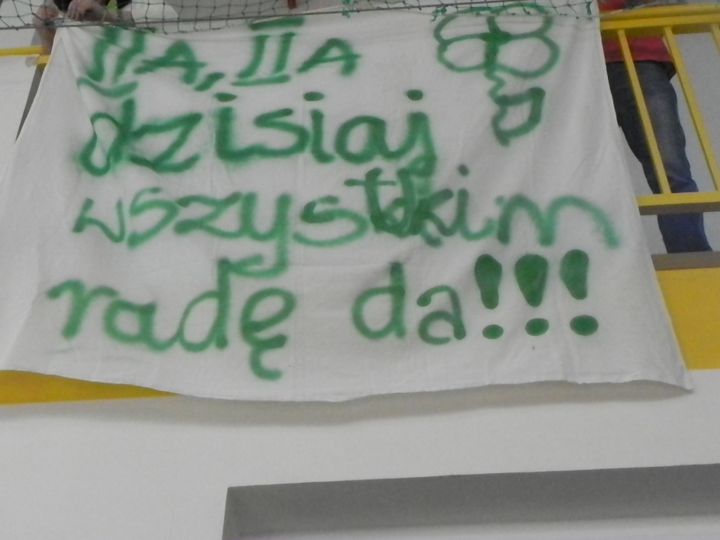 IIA, IIA
dzisiaj
wszystkim
radę da!!!